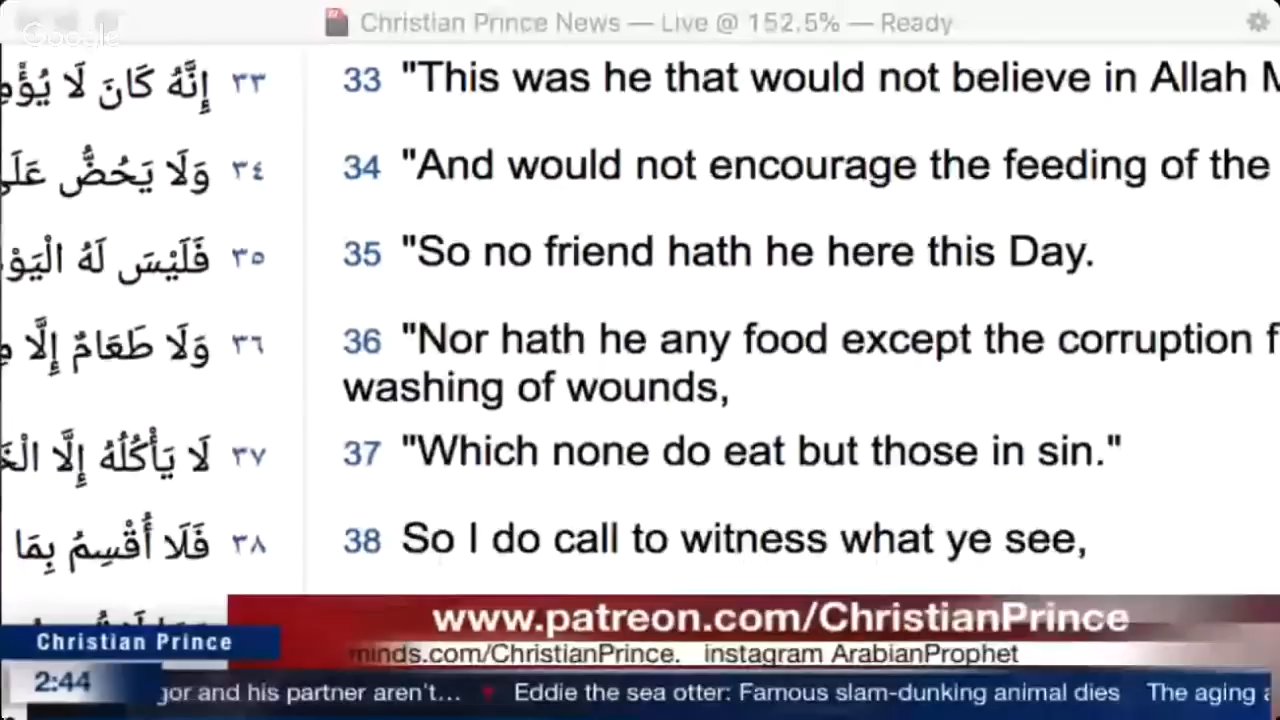 Google
Christian Prince News — Live @ 152.5% — Ready
إِنَّهُ كَانَ لَا ٣٣
33 "This was he that would not believe in Allah
وَلَا يَحُضُّ ٣٤
34 "And would not encourage the feeding of the
فَلَيْسَ لَهُ ٣٥
35 "So no friend hath he here this Day.
وَلَا طَعَامٌ إِلَّا ٣٦
36 "Nor hath he any food except the corruption
washing of wounds,
لَا يَأْكُلُهُ إِلَّا ٣٧
37 "Which none do eat but those in sin."
فَلَا أُقْسِمُ بِمَا ٣٨
38 So I do call to witness what ye see,
www.patreon.com/ChristianPrince
Christian Prince
minds.com/ChristianPrince. instagram ArabianProphet
2:44
and his partner aren't... Eddie the sea otter: Famous slam-dunking animal dies The aging